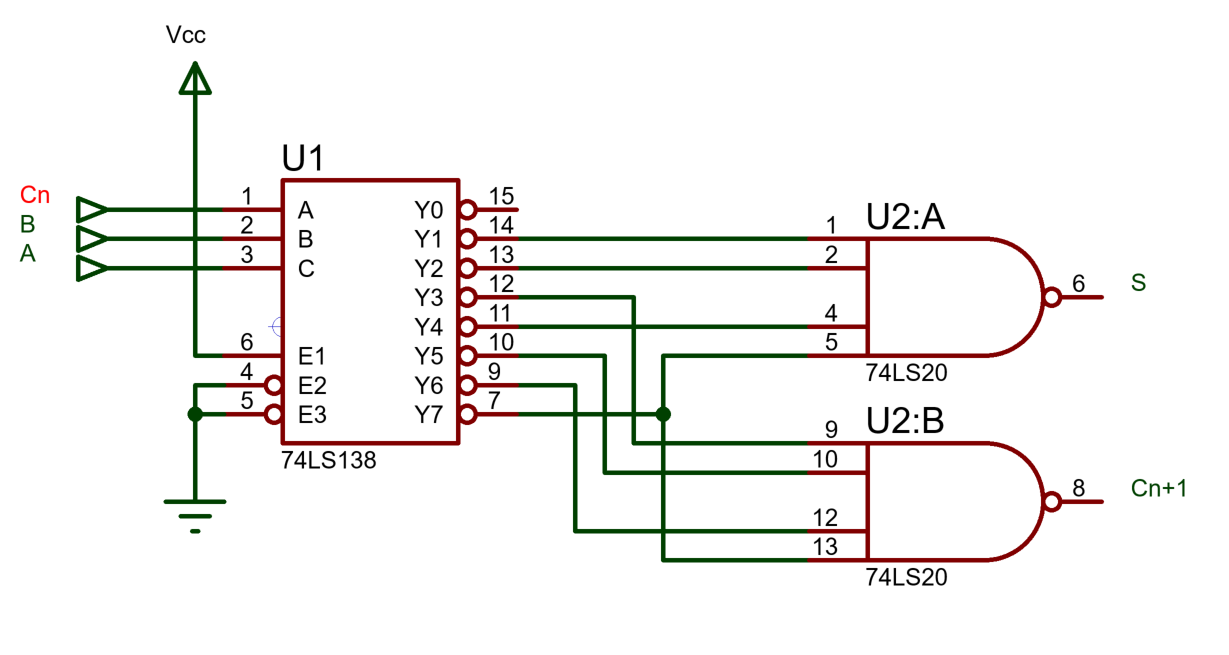 Vcc
U1
Cn
B
A
1
2
3
6
4
5
A
B
C
E1
E2
E3
Y0
Y1
Y2
Y3
Y4
Y5
Y6
Y7
15
14
13
12
11
10
9
7
74LS138
U2:A
1
2
4
5
6
S
74LS20
U2:B
9
10
12
13
8
Cn+1
74LS20